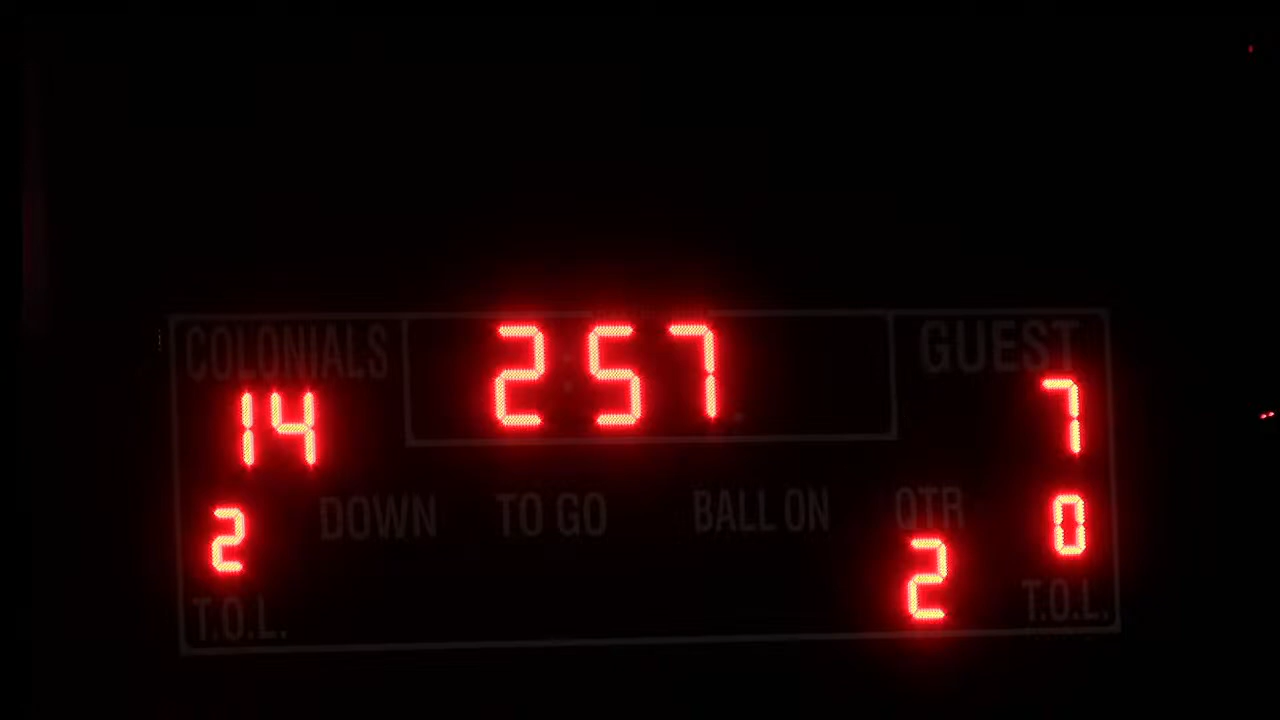 COLONIALS 2:57 GUEST
14 7
DOWN TO GO BALL ON QTR
2 2 0
T.O.L. T.O.L.